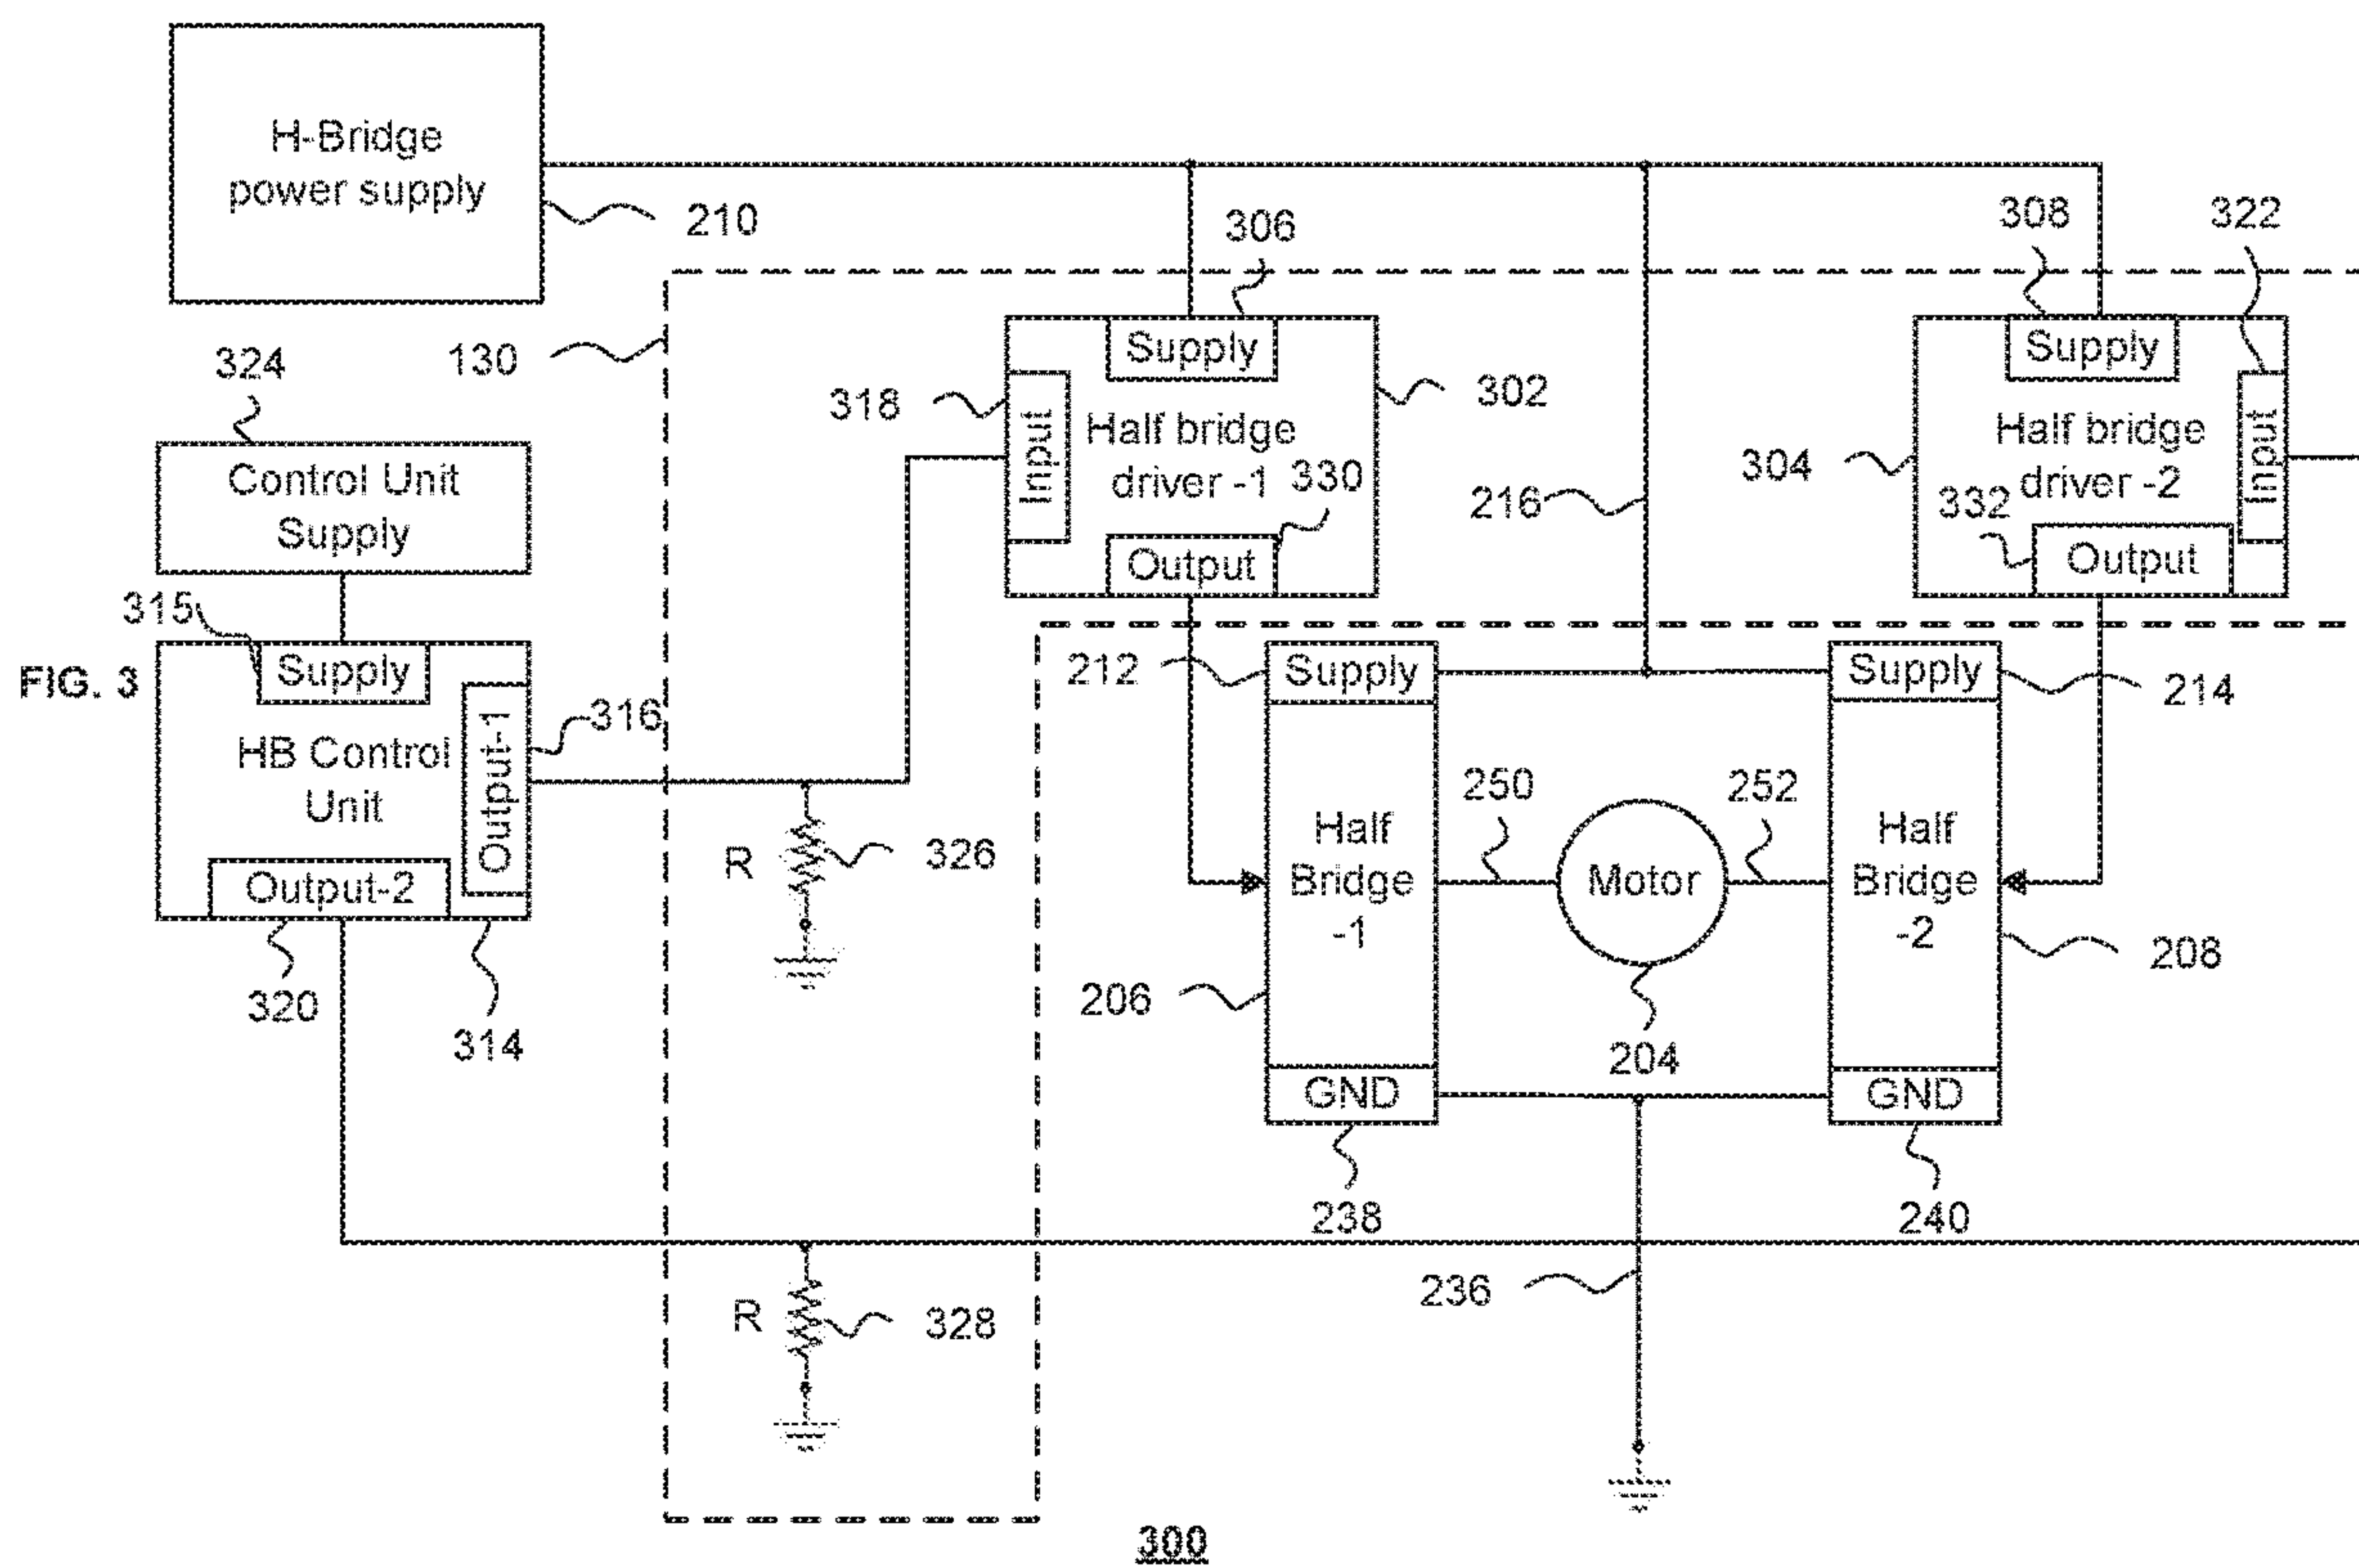 H-Bridge
power supply
210
306
308
322
130
324
Supply
Supply
318
302
Input
Half bridge
driver -1
330
Output
304
Half bridge
driver -2
Input
332
Output
216
Control Unit
Supply
315
Supply
FIG. 3
HB Control
Unit
Output-1
316
Output-2
320
314
212
Supply
Supply
214
R
326
250
252
Half
Bridge
-1
Motor
Half
Bridge
-2
206
208
204
GND
GND
238
240
236
R
328
300